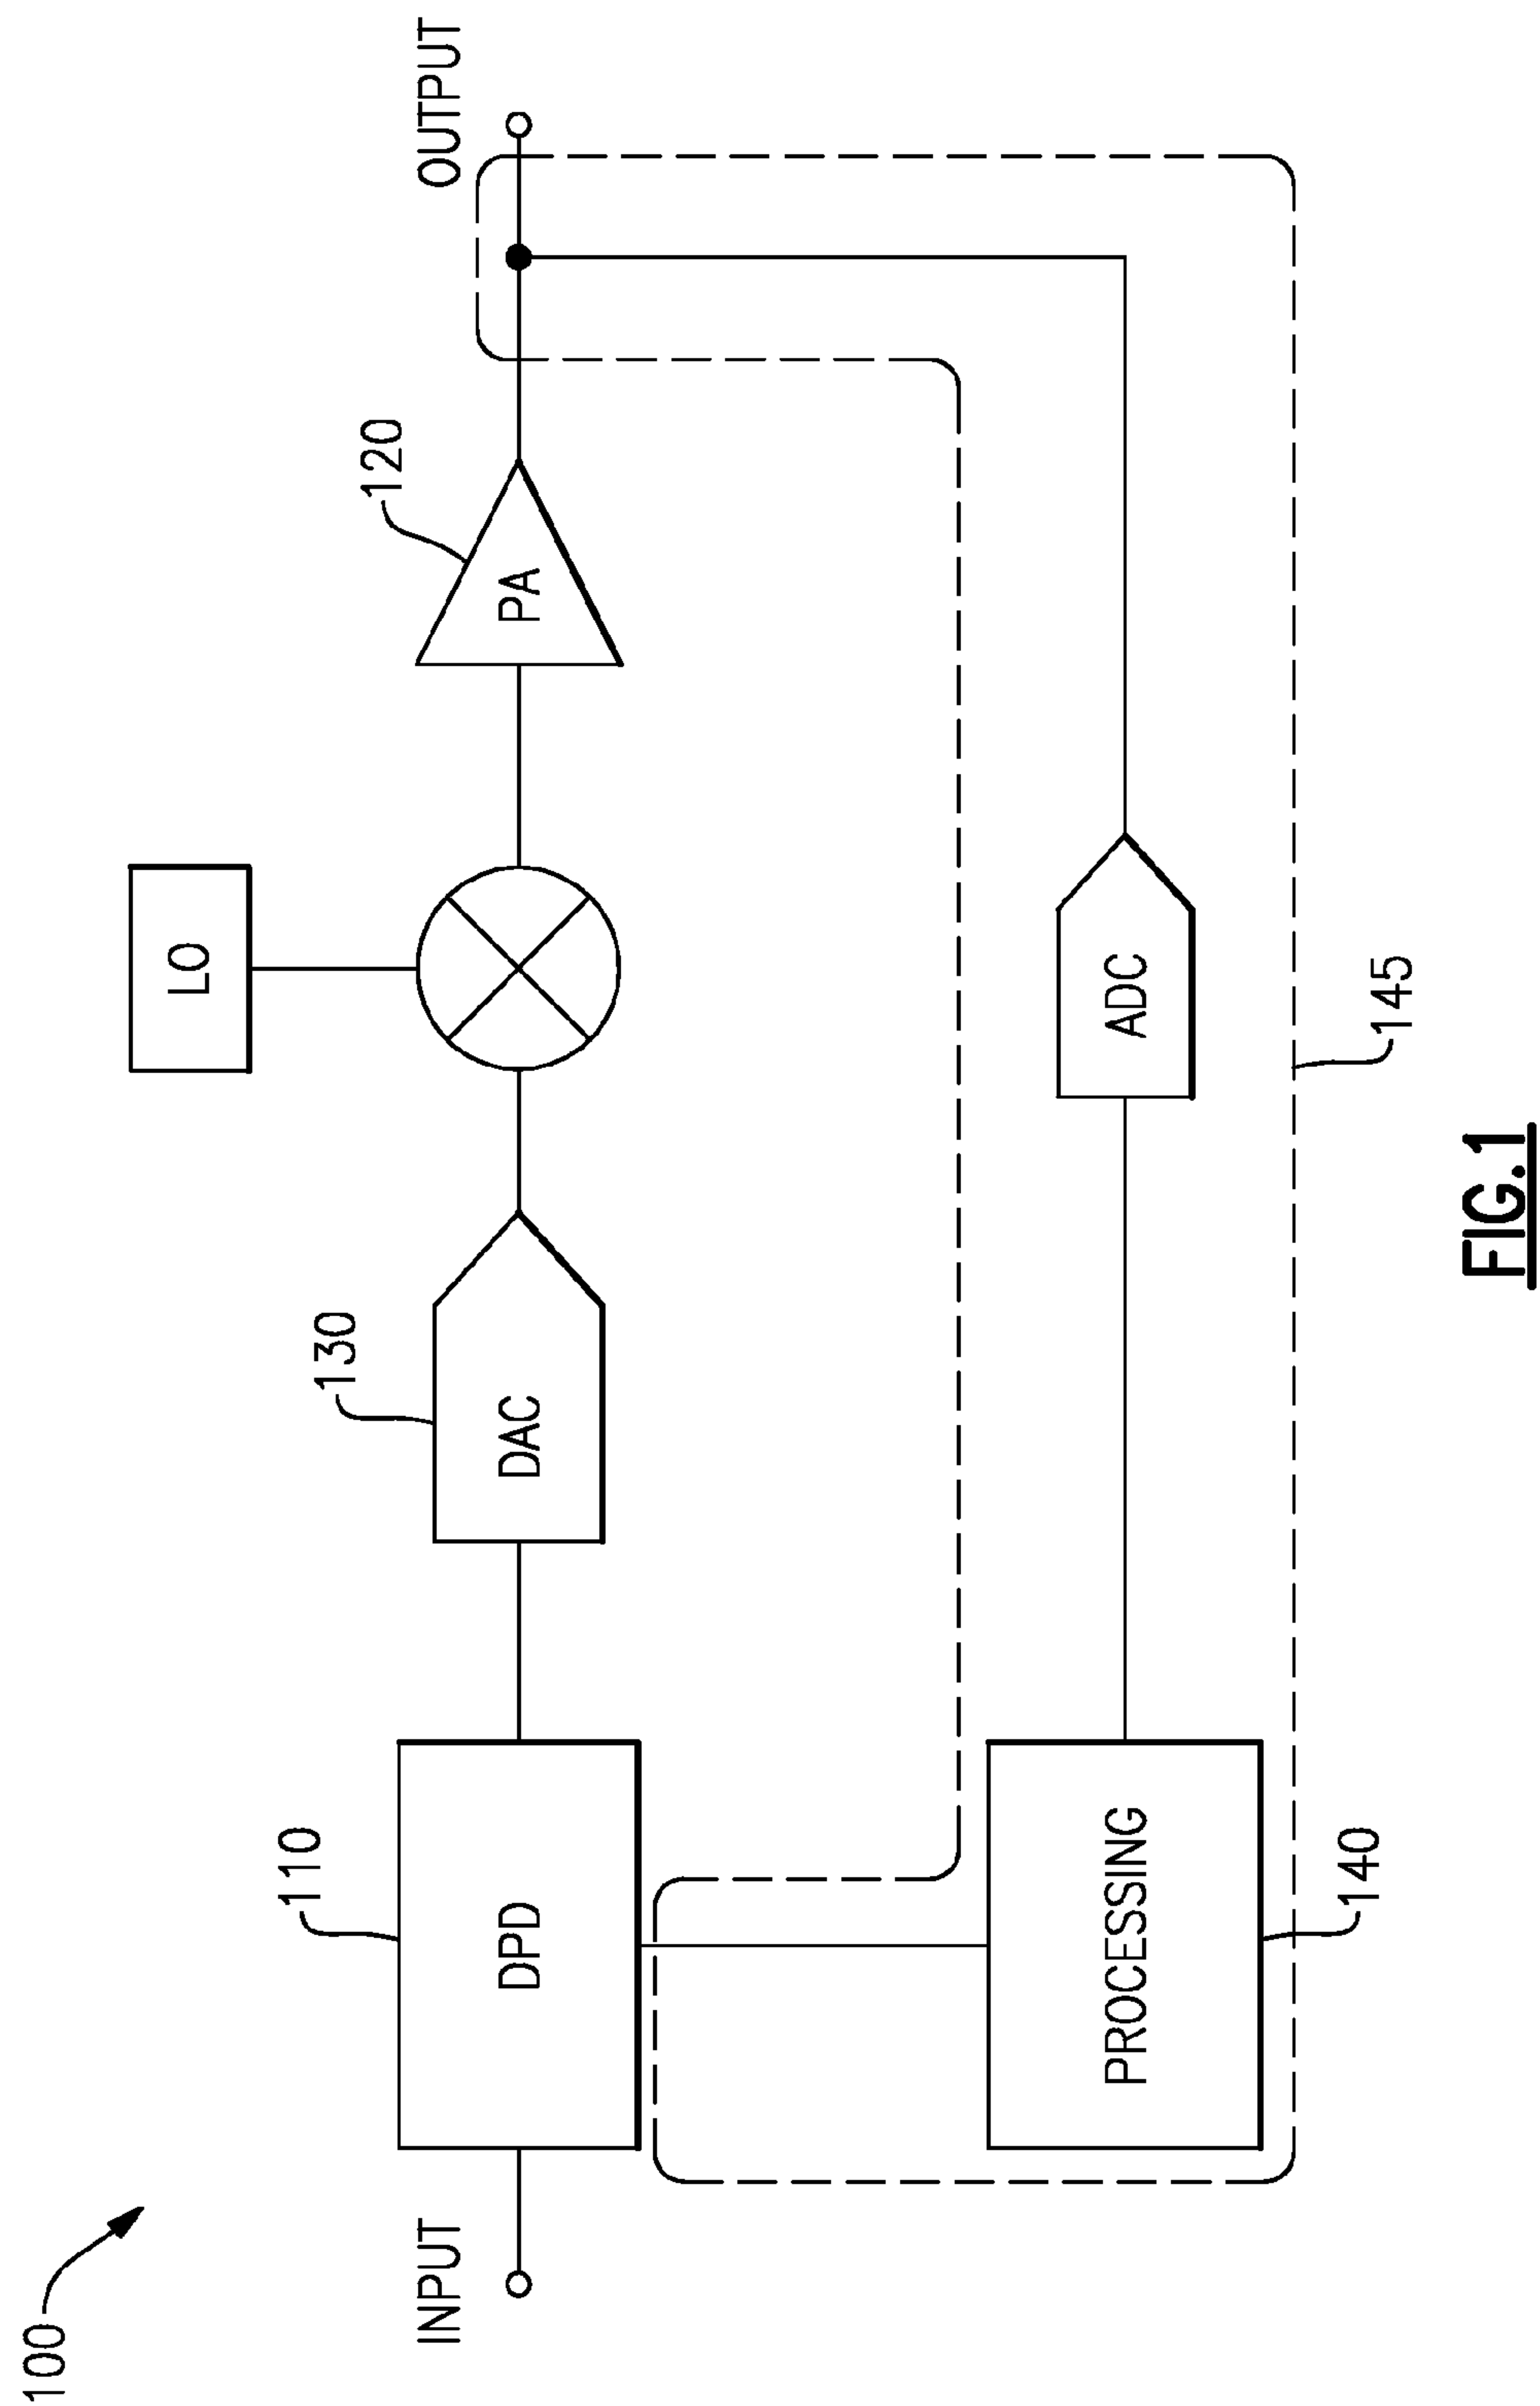 100
INPUT
110
DPD
130
DAC
LO
120
PA
OUTPUT
PROCESSING
140
ADC
145
FIG.1